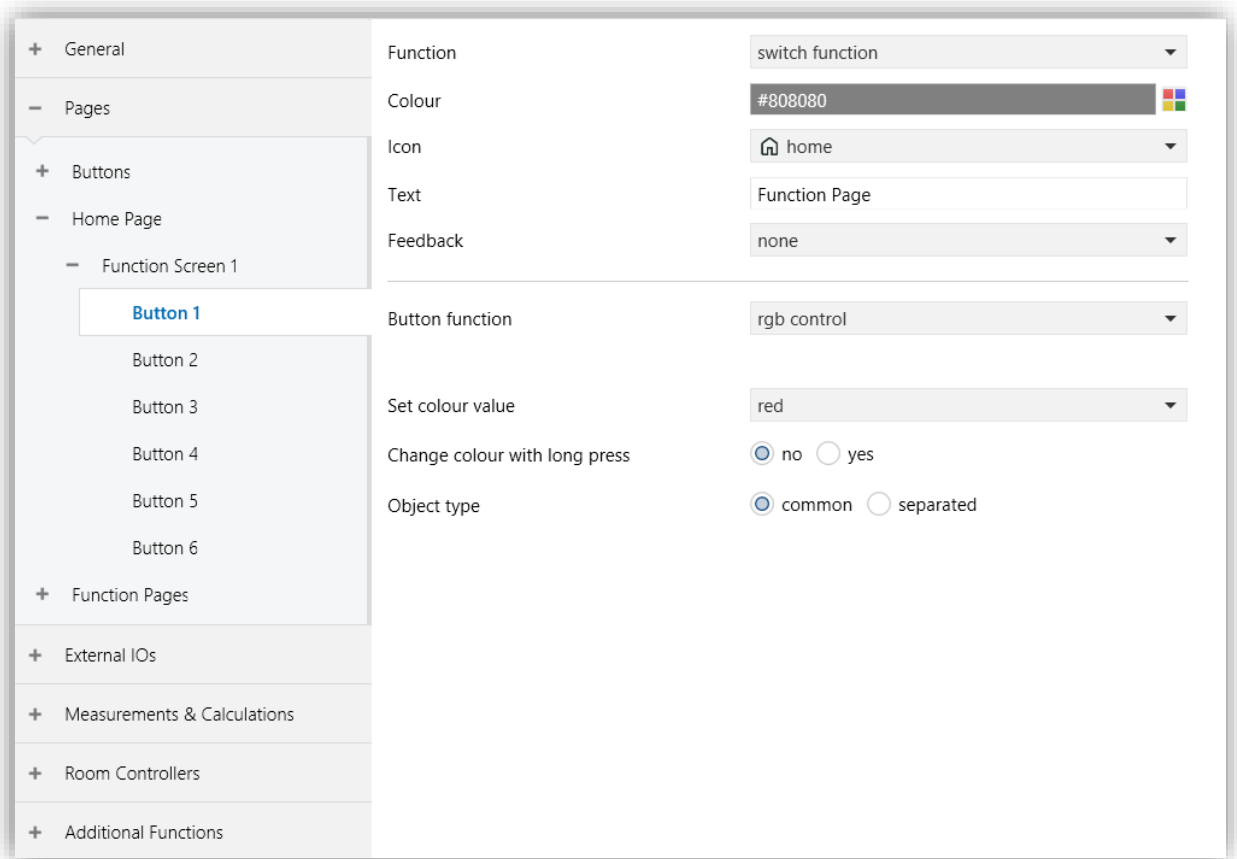 General
Pages
Buttons
Home Page
Function Screen 1
Button 1
Button 2
Button 3
Button 4
Button 5
Button 6
Function Pages
External IOs
Measurements & Calculations
Room Controllers
Additional Functions
Function switch function
Colour #808080
Icon home
Text Function Page
Feedback none
Button function rgb control
Set colour value red
Change colour with long press no yes
Object type common separated